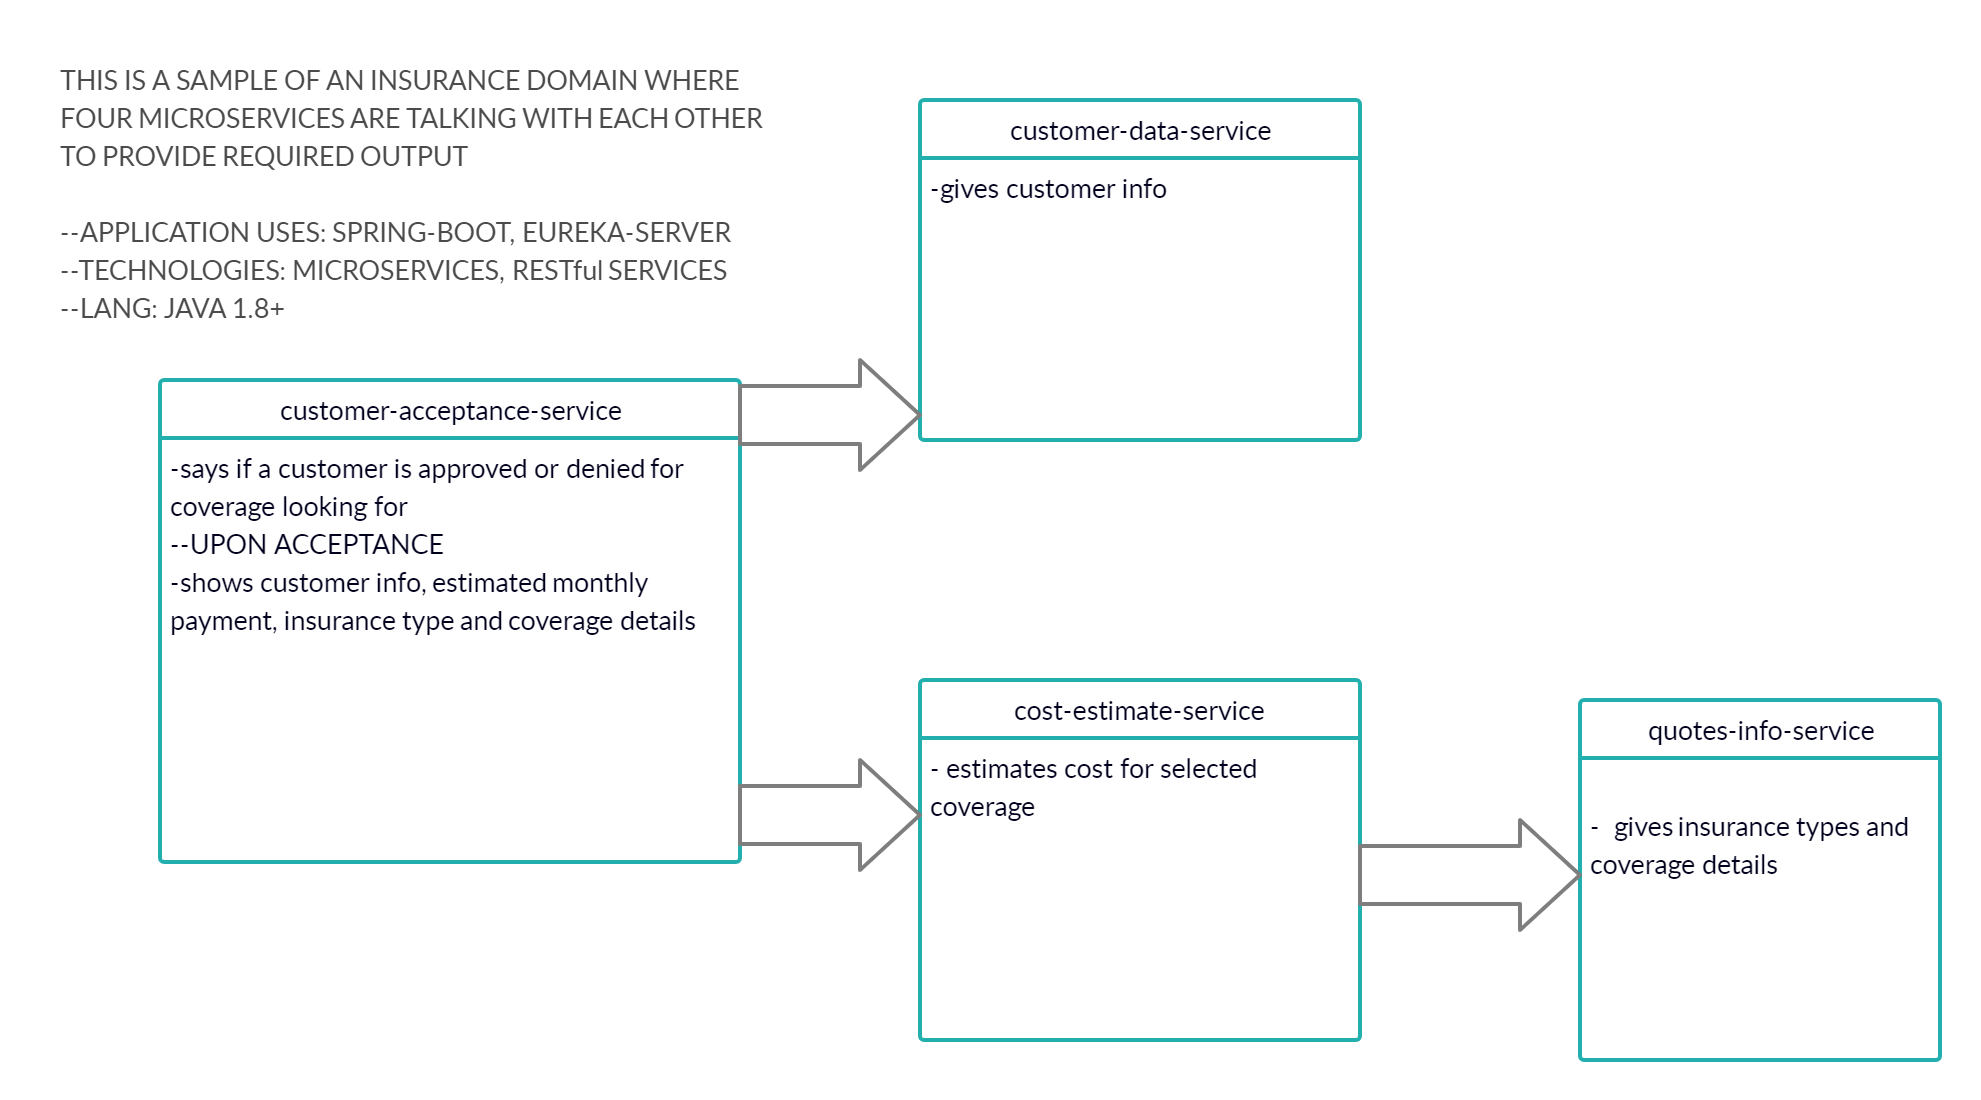 THIS IS A SAMPLE OF AN INSURANCE DOMAIN WHERE
FOUR MICROSERVICES ARE TALKING WITH EACH OTHER
TO PROVIDE REQUIRED OUTPUT
--APPLICATION USES: SPRING-BOOT, EUREKA-SERVER
--TECHNOLOGIES: MICROSERVICES, RESTful SERVICES
--LANG: JAVA 1.8+
customer-data-service
-gives customer info
customer-acceptance-service
-says if a customer is approved or denied for
coverage looking for
--UPON ACCEPTANCE
-shows customer info, estimated monthly
payment, insurance type and coverage details
cost-estimate-service
- estimates cost for selected
coverage
quotes-info-service
- gives insurance types and
coverage details